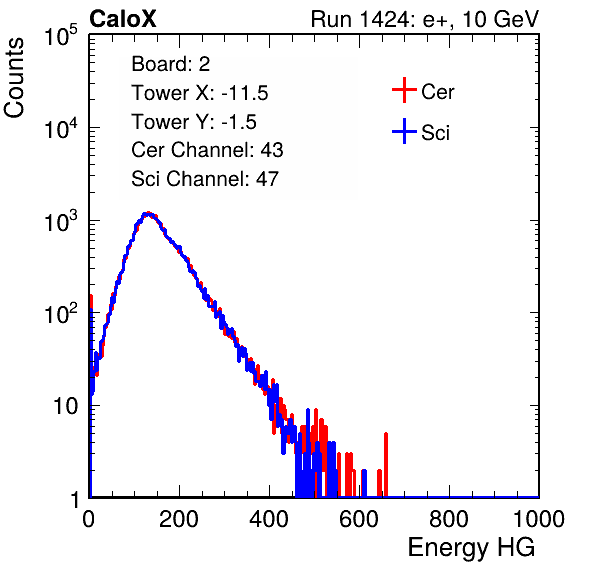 CaloX Run 1424: e+, 10 GeV
Counts
Board: 2
Tower X: -11.5
Tower Y: -1.5
Cer Channel: 43
Sci Channel: 47
Cer
Sci
10^5
10^4
10^3
10^2
10
1
0 200 400 600 800 1000
Energy HG